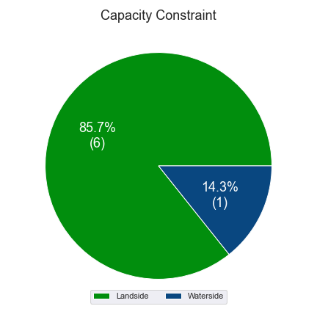 Capacity Constraint
85.7%
(6)
14.3%
(1)
Landside
Waterside